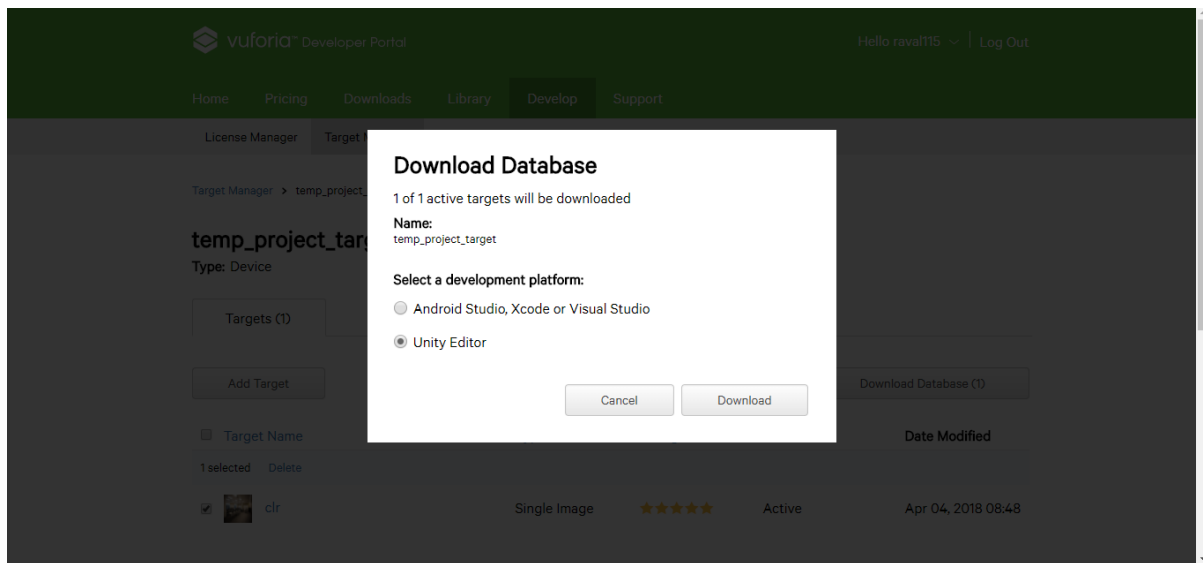 vuforia™ Developer Portal
Hello raval115 | Log Out
Home Pricing Downloads Library Develop Support
License Manager Target
Download Database
1 of 1 active targets will be downloaded
Name:
temp_project_target
Select a development platform:
Android Studio, Xcode or Visual Studio
Unity Editor
Cancel Download
Target Manager > temp_project_
temp_project_tar
Type: Device
Targets (1)
Add Target
Download Database (1)
Target Name
Date Modified
1 selected Delete
clr Single Image Active Apr 04, 2018 08:48